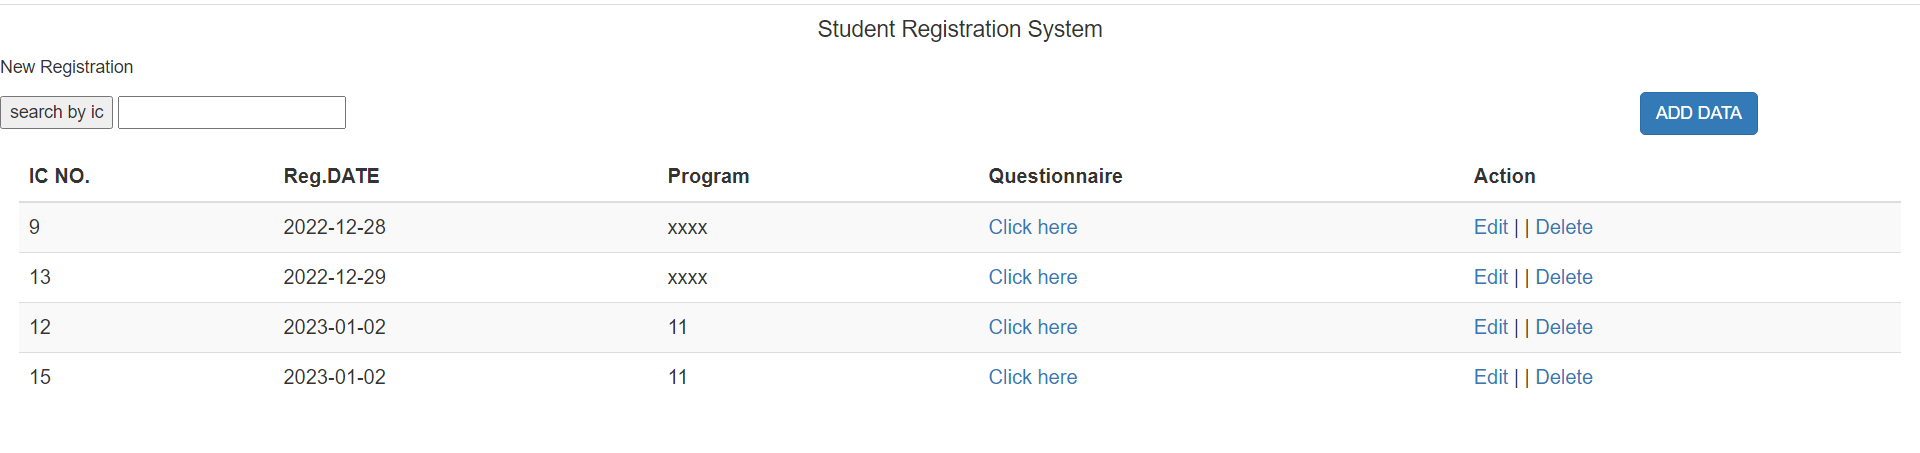 Student Registration System
New Registration
search by ic
ADD DATA
IC NO. Reg.DATE Program Questionnaire Action
9 2022-12-28 xxxx Click here Edit | | Delete
13 2022-12-29 xxxx Click here Edit | | Delete
12 2023-01-02 11 Click here Edit | | Delete
15 2023-01-02 11 Click here Edit | | Delete